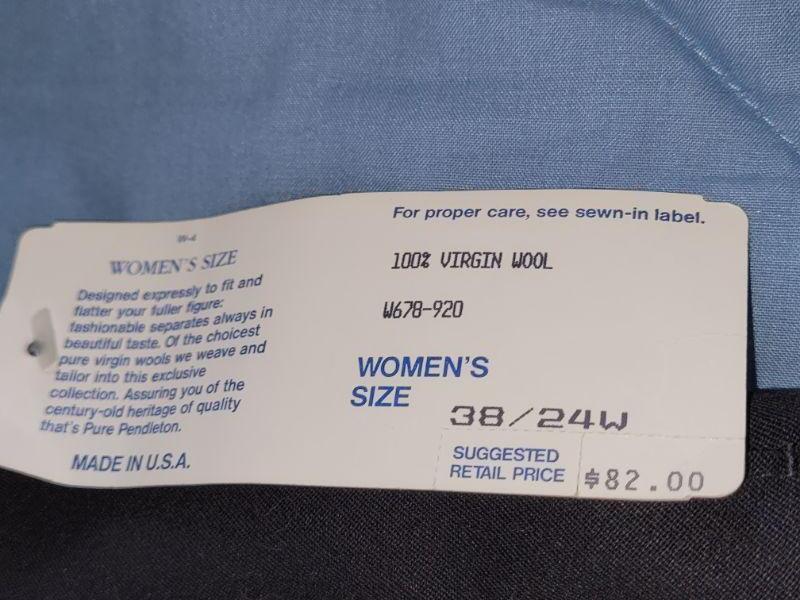 W-4
WOMEN'S SIZE
Designed expressly to fit and
flatter your fuller figure:
fashionable separates always in
beautiful taste. Of the choicest
pure virgin wools we weave and
tailor into this exclusive
collection. Assuring you of the
century-old heritage of quality
that's Pure Pendleton.
MADE IN U.S.A.
For proper care, see sewn-in label.
100% VIRGIN WOOL
W678-920
WOMEN'S
SIZE
38/24W
SUGGESTED
RETAIL PRICE
$82.00